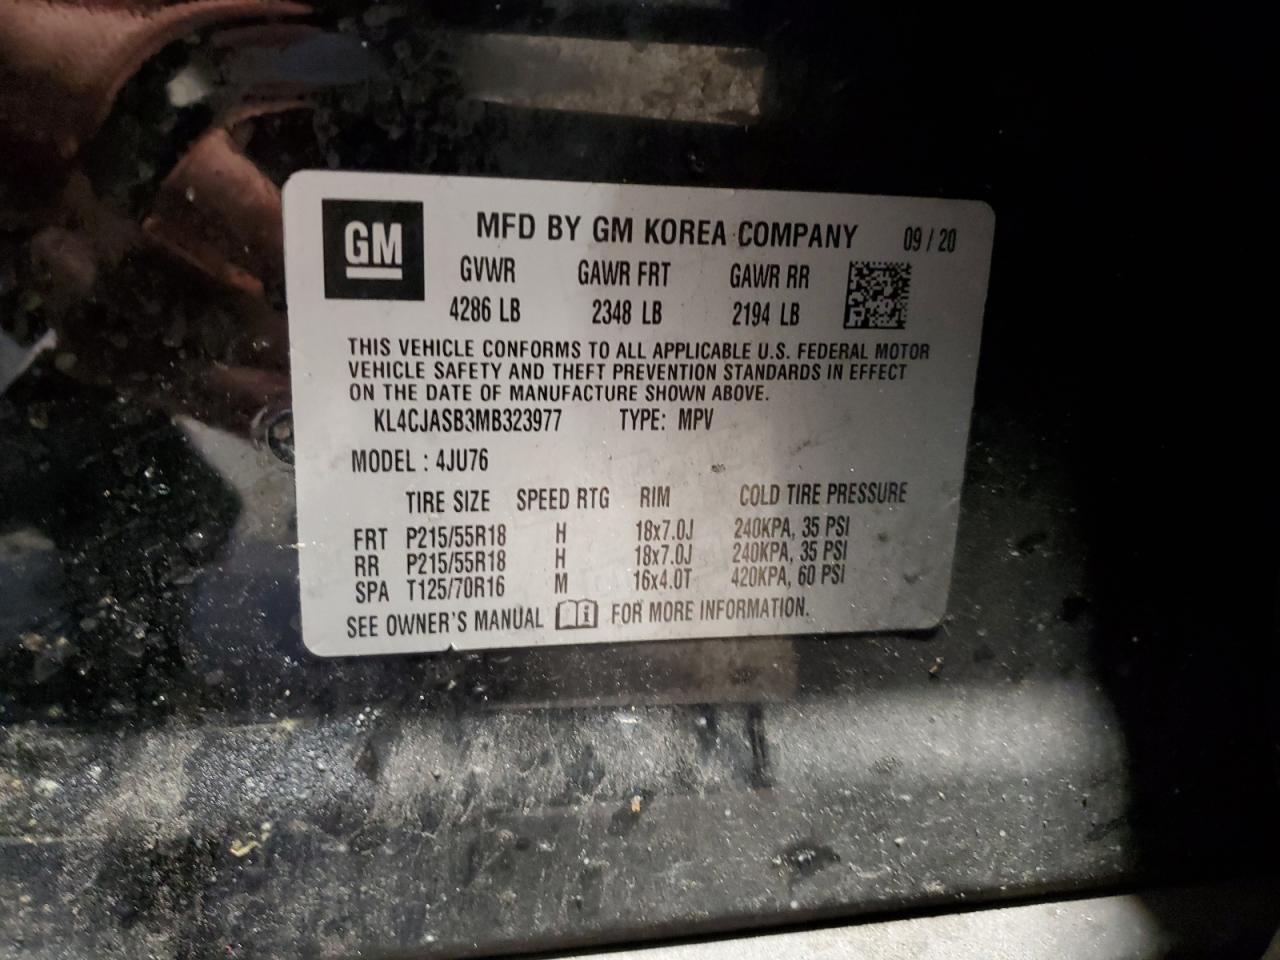 GM
MFD BY GM KOREA COMPANY 09 / 20
GVWR GAWR FRT GAWR RR
4286 LB 2348 LB 2194 LB
THIS VEHICLE CONFORMS TO ALL APPLICABLE U.S. FEDERAL MOTOR
VEHICLE SAFETY AND THEFT PREVENTION STANDARDS IN EFFECT
ON THE DATE OF MANUFACTURE SHOWN ABOVE.
KL4CJASB3MB323977 TYPE: MPV
MODEL : 4JU76
TIRE SIZE SPEED RTG RIM COLD TIRE PRESSURE
FRT P215/55R18 H 18x7.0J 240KPA, 35 PSI
RR P215/55R18 H 18x7.0J 240KPA, 35 PSI
SPA T125/70R16 M 16x4.0T 420KPA, 60 PSI
SEE OWNER'S MANUAL i FOR MORE INFORMATION.